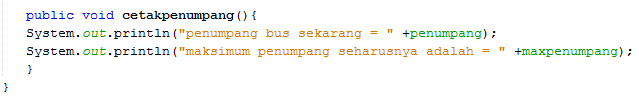 public void cetakpenumpang(){
System.out.println("penumpang bus sekarang = " +penumpang);
System.out.println("maksimum penumpang seharusnya adalah = " +maxpenumpang);
}
}